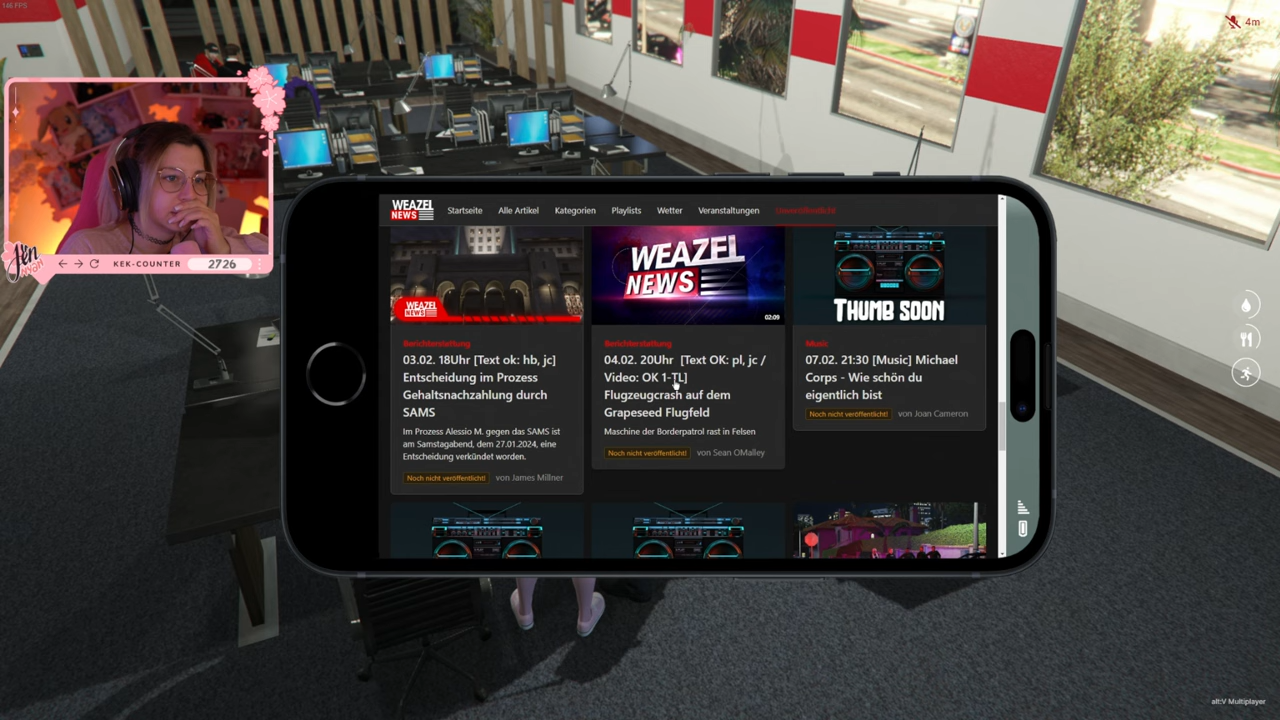 146 FPS
4m
WEAZEL
NEWS
Startseite
Alle Artikel
Kategorien
Playlists
Wetter
Veranstaltungen
Unveröffentlicht
WEAZEL
NEWS
WEAZEL
NEWS
02:09
THUMB SOON
Berichterstattung
03.02. 18Uhr [Text ok: hb, jc]
Entscheidung im Prozess
Gehaltsnachzahlung durch
SAMS
Im Prozess Alessio M. gegen das SAMS ist
am Samstagabend, dem 27.01.2024, eine
Entscheidung verkündet worden.
Noch nicht veröffentlicht!
von James Millner
Berichterstattung
04.02. 20Uhr [Text OK: pl, jc /
Video: OK 1-TL]
Flugzeugcrash auf dem
Grapeseed Flugfeld
Maschine der Borderpatrol rast in Felsen
Noch nicht veröffentlicht!
von Sean OMalley
Music
07.02. 21:30 [Music] Michael
Corps - Wie schön du
eigentlich bist
Noch nicht veröffentlicht!
von Joan Cameron
Jen
nyan
KEK-COUNTER
2726
alt:V Multiplayer